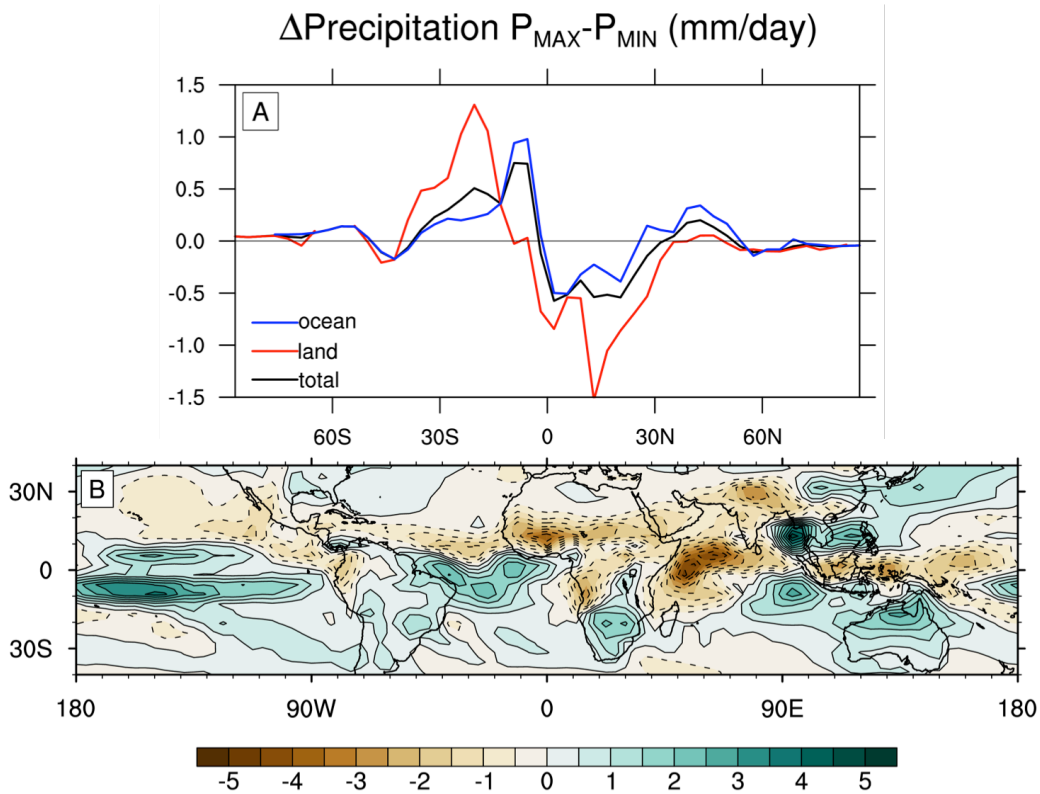 ΔPrecipitation P_MAX-P_MIN (mm/day)
A
1.5
1.0
0.5
0.0
-0.5
-1.0
-1.5
ocean
land
total
60S 30S 0 30N 60N
B
30N
0
30S
180 90W 0 90E 180
-5 -4 -3 -2 -1 0 1 2 3 4 5